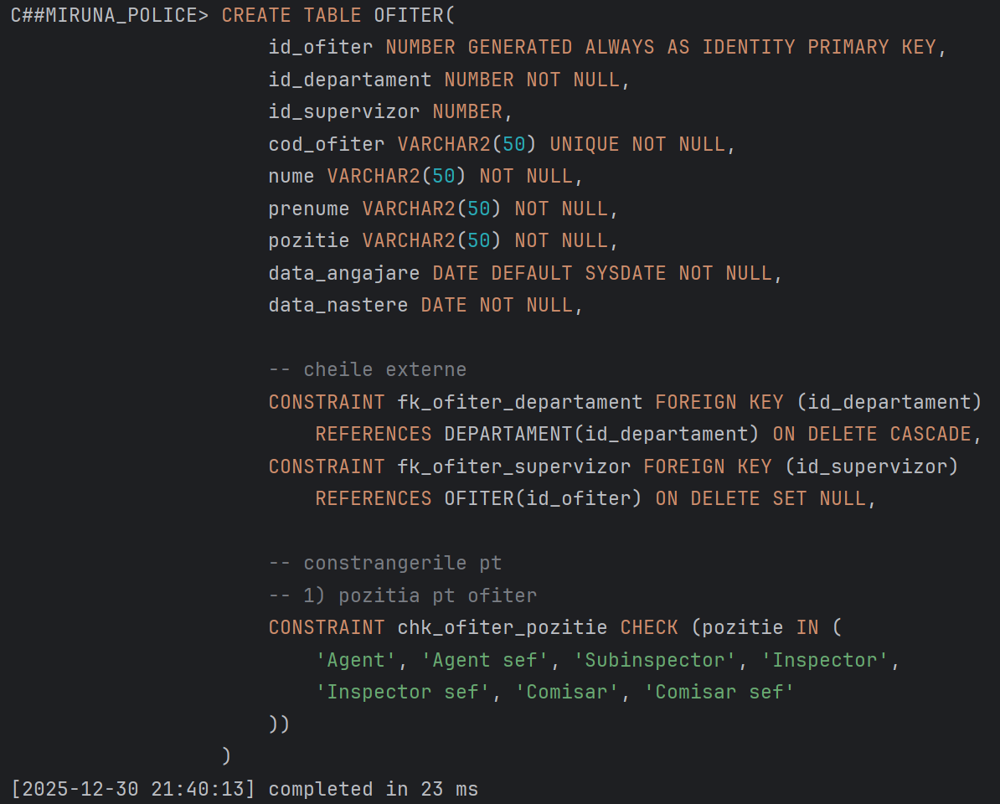 C##MIRUNA_POLICE> CREATE TABLE OFITER(
id_ofiter NUMBER GENERATED ALWAYS AS IDENTITY PRIMARY KEY,
id_departament NUMBER NOT NULL,
id_supervizor NUMBER,
cod_ofiter VARCHAR2(50) UNIQUE NOT NULL,
nume VARCHAR2(50) NOT NULL,
prenume VARCHAR2(50) NOT NULL,
pozitie VARCHAR2(50) NOT NULL,
data_angajare DATE DEFAULT SYSDATE NOT NULL,
data_nastere DATE NOT NULL,
-- cheile externe
CONSTRAINT fk_ofiter_departament FOREIGN KEY (id_departament)
REFERENCES DEPARTAMENT(id_departament) ON DELETE CASCADE,
CONSTRAINT fk_ofiter_supervizor FOREIGN KEY (id_supervizor)
REFERENCES OFITER(id_ofiter) ON DELETE SET NULL,
-- constrangerile pt
-- 1) pozitia pt ofiter
CONSTRAINT chk_ofiter_pozitie CHECK (pozitie IN (
'Agent', 'Agent sef', 'Subinspector', 'Inspector',
'Inspector sef', 'Comisar', 'Comisar sef'
))
)
[2025-12-30 21:40:13] completed in 23 ms